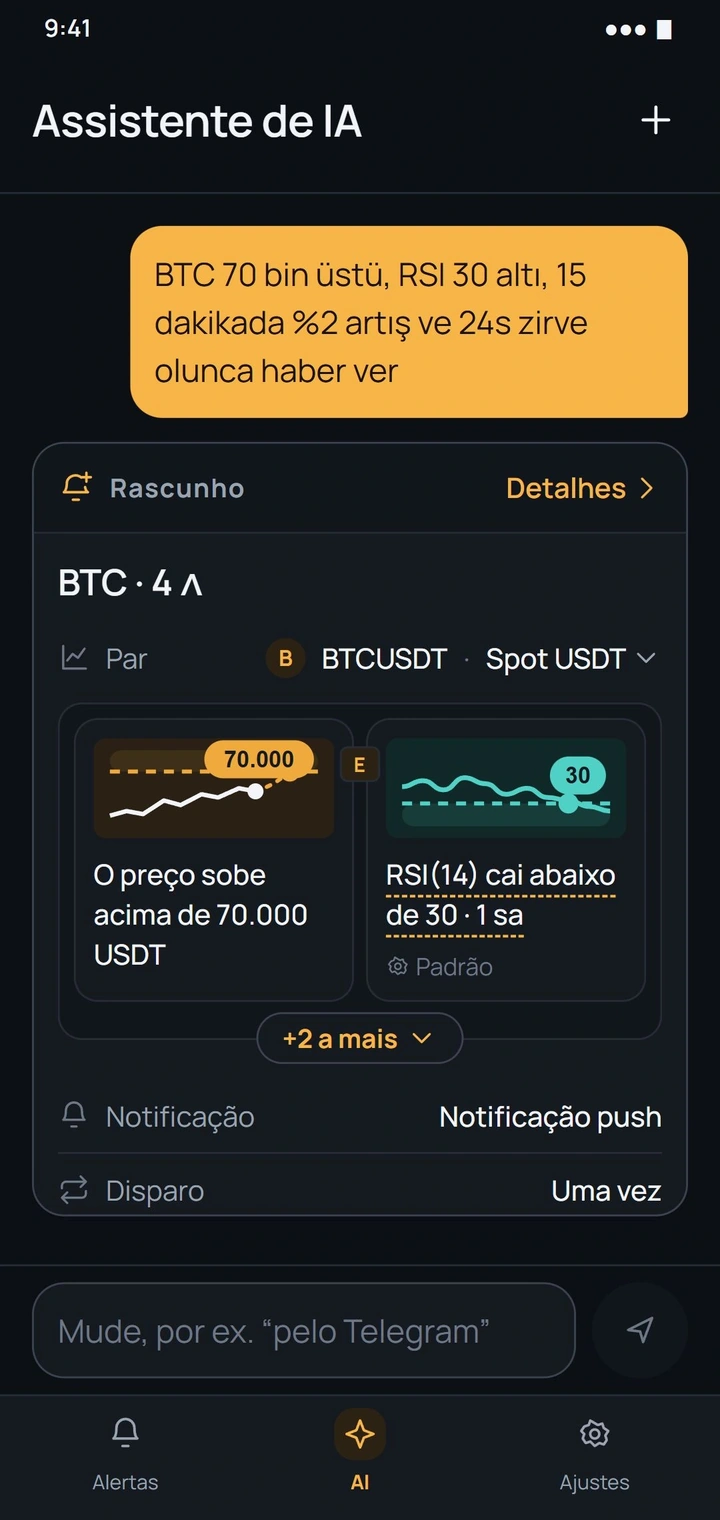 9:41
Assistente de IA
BTC 70 bin üstü, RSI 30 altı, 15
dakikada %2 artış ve 24s zirve
olunca haber ver
Rascunho
Detalhes
BTC · 4 ∧
Par
B BTCUSDT · Spot USDT
70.000
E
30
O preço sobe
acima de 70.000
USDT
RSI(14) cai abaixo
de 30 · 1 sa
Padrão
+2 a mais
Notificação
Notificação push
Disparo
Uma vez
Mude, por ex. “pelo Telegram”
Alertas
AI
Ajustes